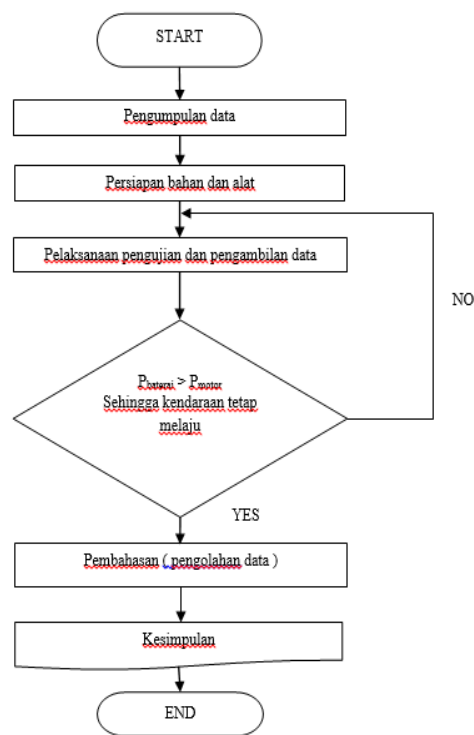 START
Pengumpulan data
Persiapan bahan dan alat
Pelaksanaan pengujian dan pengambilan data
NO
Pbaterai > Pmotor
Sehingga kendaraan tetap
melaju
YES
Pembahasan ( pengolahan data )
Kesimpulan
END